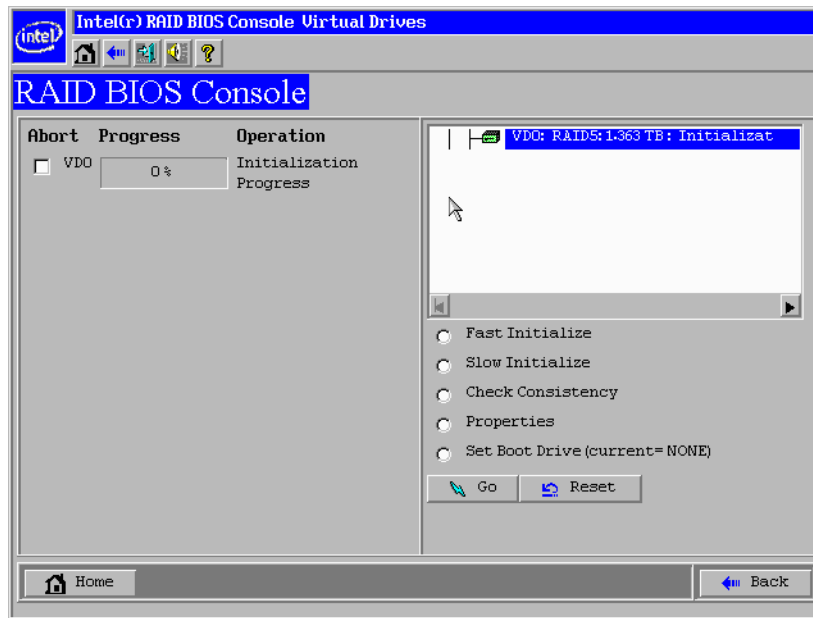 intel
Intel(r) RAID BIOS Console Virtual Drives
RAID BIOS Console
Abort Progress Operation
VD0 0% Initialization
Progress
VD0: RAID5: 1.363 TB: Initializat
Fast Initialize
Slow Initialize
Check Consistency
Properties
Set Boot Drive (current= NONE)
Go Reset
Home Back